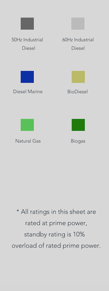 50Hz Industrial
Diesel
60Hz Industrial
Diesel
Diesel Marine
BioDiesel
Natural Gas
Biogas
* All ratings in this sheet are
rated at prime power,
standby rating is 10%
overload of rated prime power.